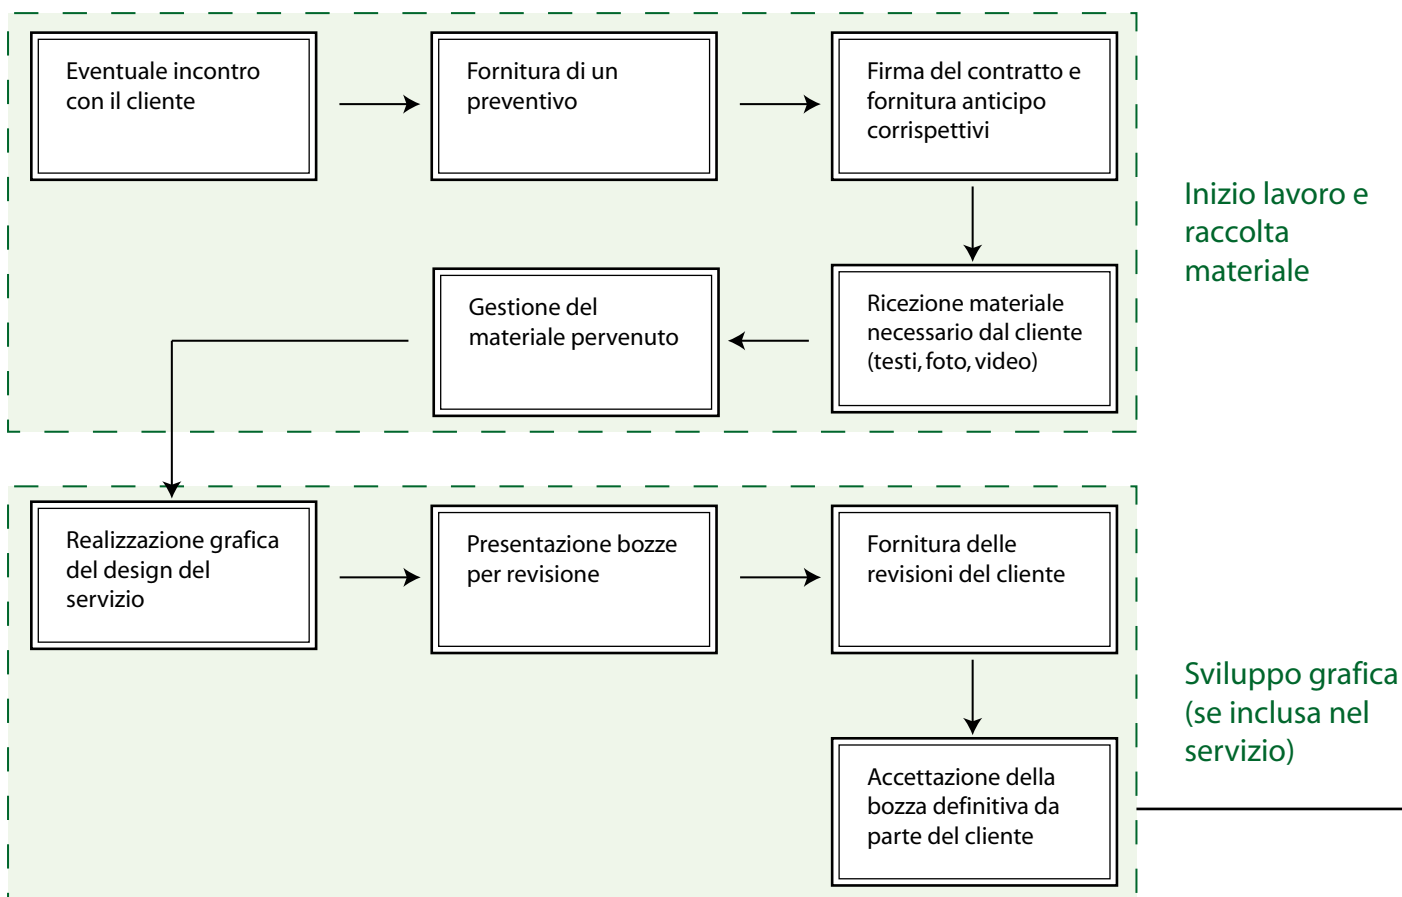 Eventuale incontro
con il cliente
Fornitura di un
preventivo
Firma del contratto e
fornitura anticipo
corrispettivi
Inizio lavoro e
raccolta
materiale
Ricezione materiale
necessario dal cliente
(testi, foto, video)
Gestione del
materiale pervenuto
Realizzazione grafica
del design del
servizio
Presentazione bozze
per revisione
Fornitura delle
revisioni del cliente
Sviluppo grafica
(se inclusa nel
servizio)
Accettazione della
bozza definitiva da
parte del cliente